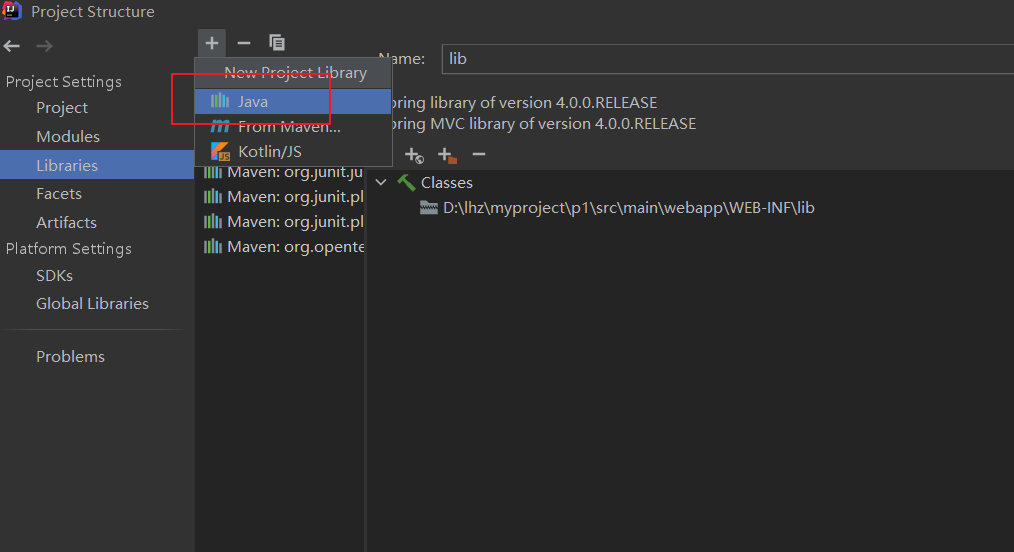 Project Structure
Project Settings
Project
Modules
Libraries
Facets
Artifacts
Platform Settings
SDKs
Global Libraries
Problems
New Project Library
Java
From Maven...
Kotlin/JS
Maven: org.junit.ju
Maven: org.junit.pl
Maven: org.junit.pl
Maven: org.opente
Name: lib
pring library of version 4.0.0.RELEASE
pring MVC library of version 4.0.0.RELEASE
Classes
D:\lhz\myproject\p1\src\main\webapp\WEB-INF\lib